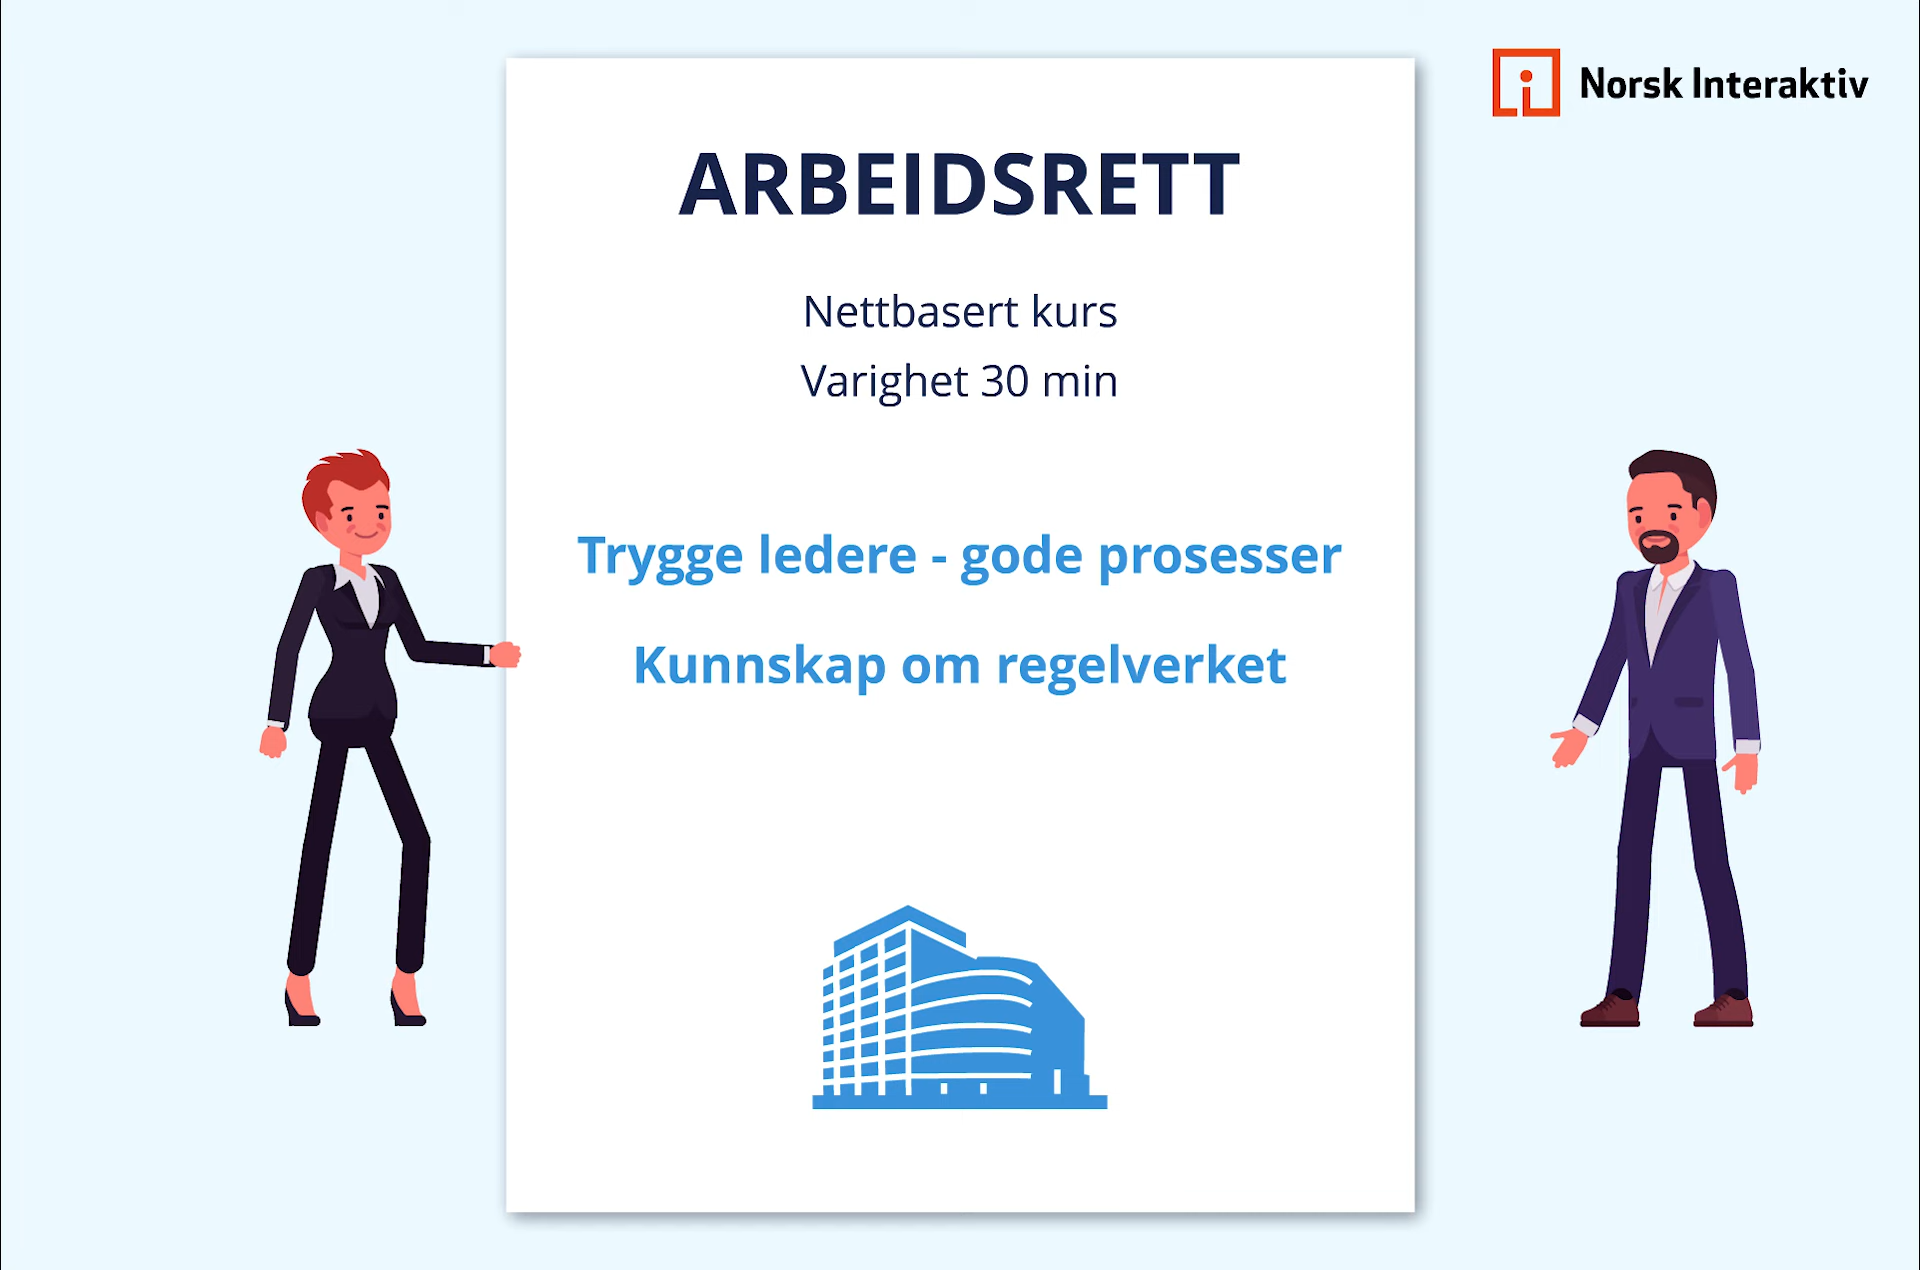 Norsk Interaktiv
ARBEIDSRETT
Nettbasert kurs
Varighet 30 min
Trygge ledere - gode prosesser
Kunnskap om regelverket